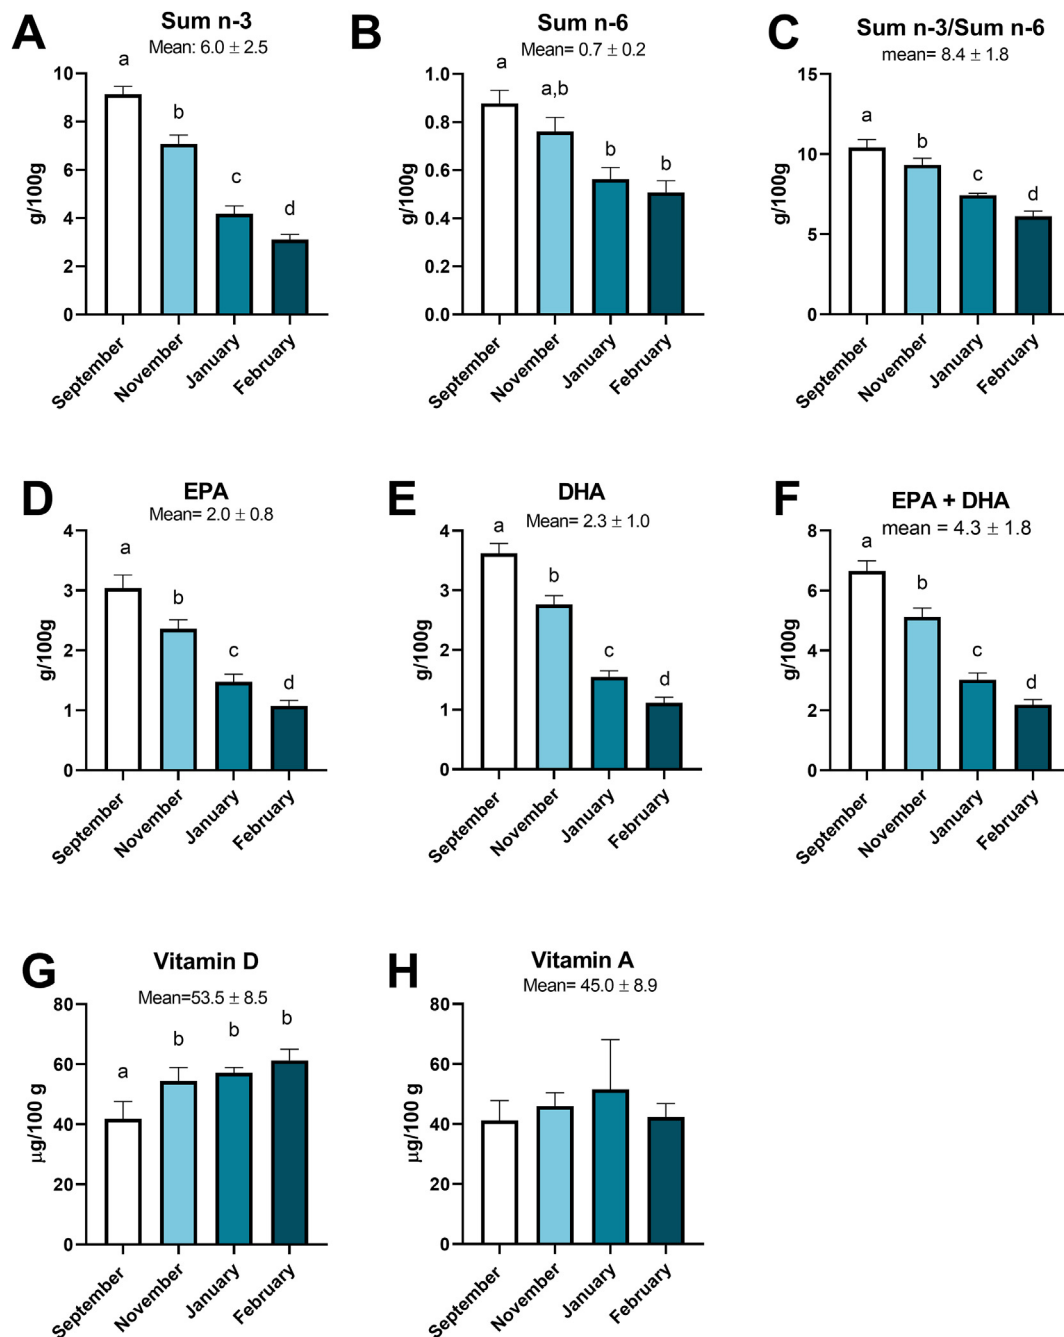 A
Sum n-3
Mean: 6.0 ± 2.5
g/100g
10
8
6
4
2
0
a
b
c
d
September
November
January
February
B
Sum n-6
Mean= 0.7 ± 0.2
g/100g
1.0
0.8
0.6
0.4
0.2
0.0
a
a,b
b
b
September
November
January
February
C
Sum n-3/Sum n-6
mean= 8.4 ± 1.8
g/100g
15
10
5
0
a
b
c
d
September
November
January
February
D
EPA
Mean= 2.0 ± 0.8
g/100g
4
3
2
1
0
a
b
c
d
September
November
January
February
E
DHA
Mean= 2.3 ± 1.0
g/100g
4
3
2
1
0
a
b
c
d
September
November
January
February
F
EPA + DHA
mean = 4.3 ± 1.8
g/100g
8
6
4
2
0
a
b
c
d
September
November
January
February
G
Vitamin D
Mean=53.5 ± 8.5
µg/100 g
80
60
40
20
0
a
b
b
b
September
November
January
February
H
Vitamin A
Mean= 45.0 ± 8.9
µg/100 g
80
60
40
20
0
September
November
January
February